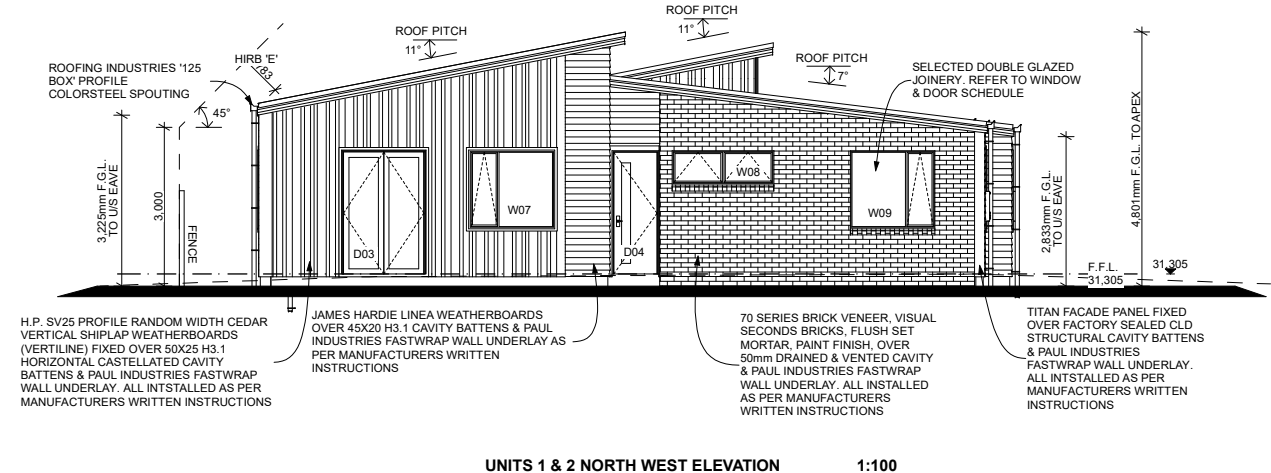 ROOF PITCH
11°
ROOF PITCH
11°
ROOF PITCH
7°
ROOFING INDUSTRIES '125
BOX' PROFILE
COLORSTEEL SPOUTING
HIRB 'E'
783
45°
SELECTED DOUBLE GLAZED
JOINERY. REFER TO WINDOW
& DOOR SCHEDULE
3,225mm F.G.L.
TO U/S EAVE
3,000
FENCE
D03
W07
D04
W08
W09
2,833mm F.G.L.
TO U/S EAVE
4,801mm F.G.L. TO APEX
F.F.L.
31,305
31,305
H.P. SV25 PROFILE RANDOM WIDTH CEDAR
VERTICAL SHIPLAP WEATHERBOARDS
(VERTILINE) FIXED OVER 50X25 H3.1
HORIZONTAL CASTELLATED CAVITY
BATTENS & PAUL INDUSTRIES FASTWRAP
WALL UNDERLAY. ALL INTSTALLED AS PER
MANUFACTURERS WRITTEN INSTRUCTIONS
JAMES HARDIE LINEA WEATHERBOARDS
OVER 45X20 H3.1 CAVITY BATTENS & PAUL
INDUSTRIES FASTWRAP WALL UNDERLAY AS
PER MANUFACTURERS WRITTEN
INSTRUCTIONS
70 SERIES BRICK VENEER, VISUAL
SECONDS BRICKS, FLUSH SET
MORTAR, PAINT FINISH, OVER
50mm DRAINED & VENTED CAVITY
& PAUL INDUSTRIES FASTWRAP
WALL UNDERLAY. ALL INSTALLED
AS PER MANUFACTURERS
WRITTEN INSTRUCTIONS
TITAN FACADE PANEL FIXED
OVER FACTORY SEALED CLD
STRUCTURAL CAVITY BATTENS
& PAUL INDUSTRIES
FASTWRAP WALL UNDERLAY.
ALL INTSTALLED AS PER
MANUFACTURERS WRITTEN
INSTRUCTIONS
UNITS 1 & 2 NORTH WEST ELEVATION 1:100